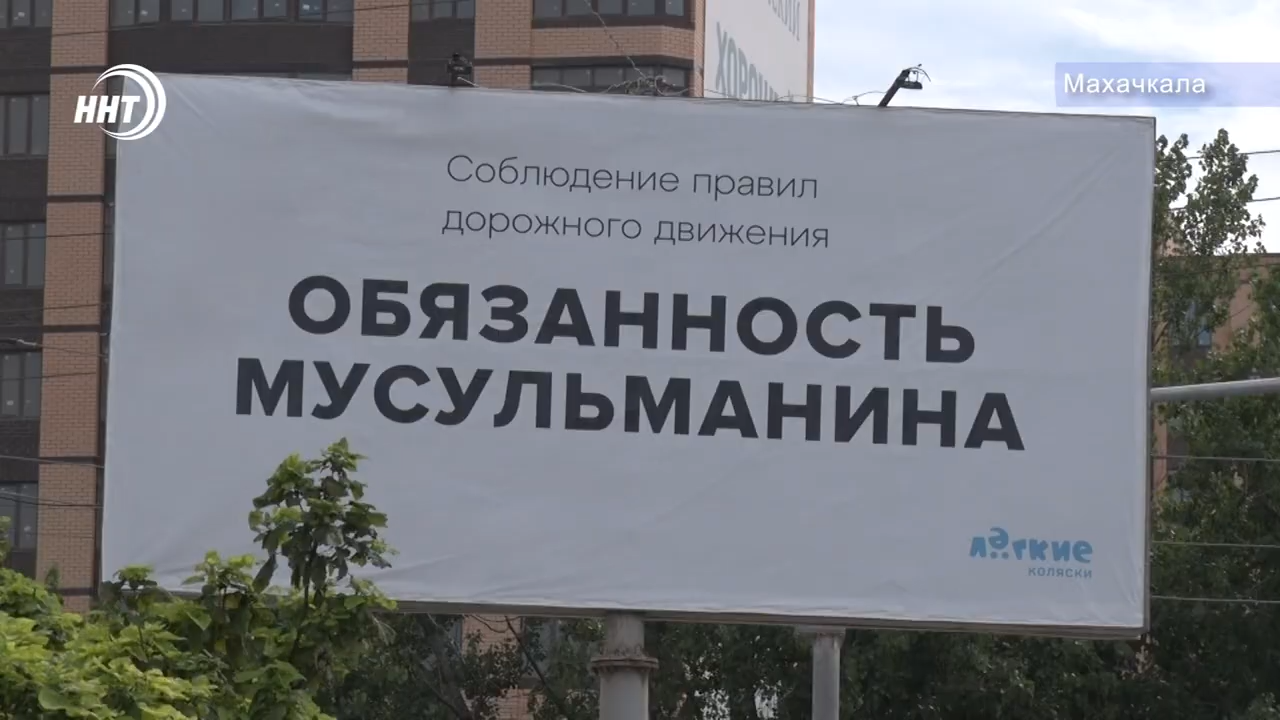 ННТ
Махачкала
Соблюдение правил
дорожного движения
ОБЯЗАННОСТЬ
МУСУЛЬМАНИНА
лёгкие
коляски